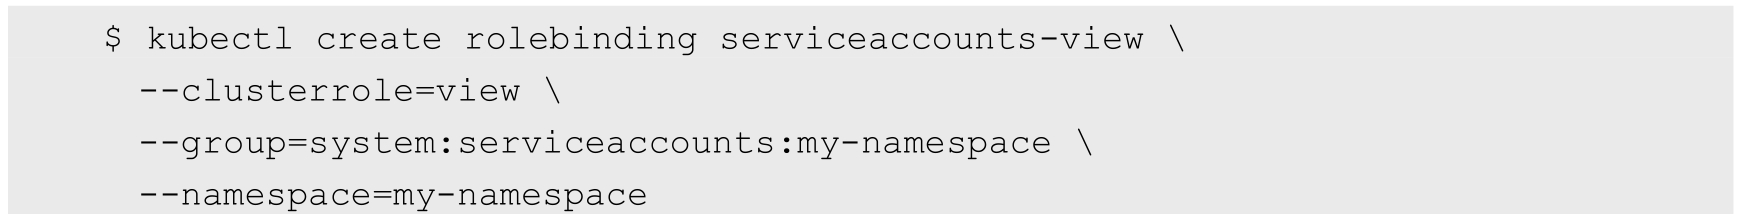 $ kubectl create rolebinding serviceaccounts-view \
--clusterrole=view \
--group=system:serviceaccounts:my-namespace \
--namespace=my-namespace